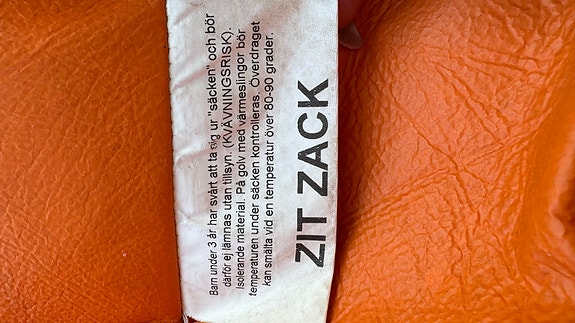 Barn under 3 år har svårt att ta sig ur "säcken" och bör
därför ej lämnas utan tillsyn. (KVÄVNINGSRISK).
Isolerande material. På golv med värmeslingor bör
temperaturen under säcken kontrolleras. Överdraget
kan smälta vid en temperatur över 80-90 grader.
ZIT ZACK